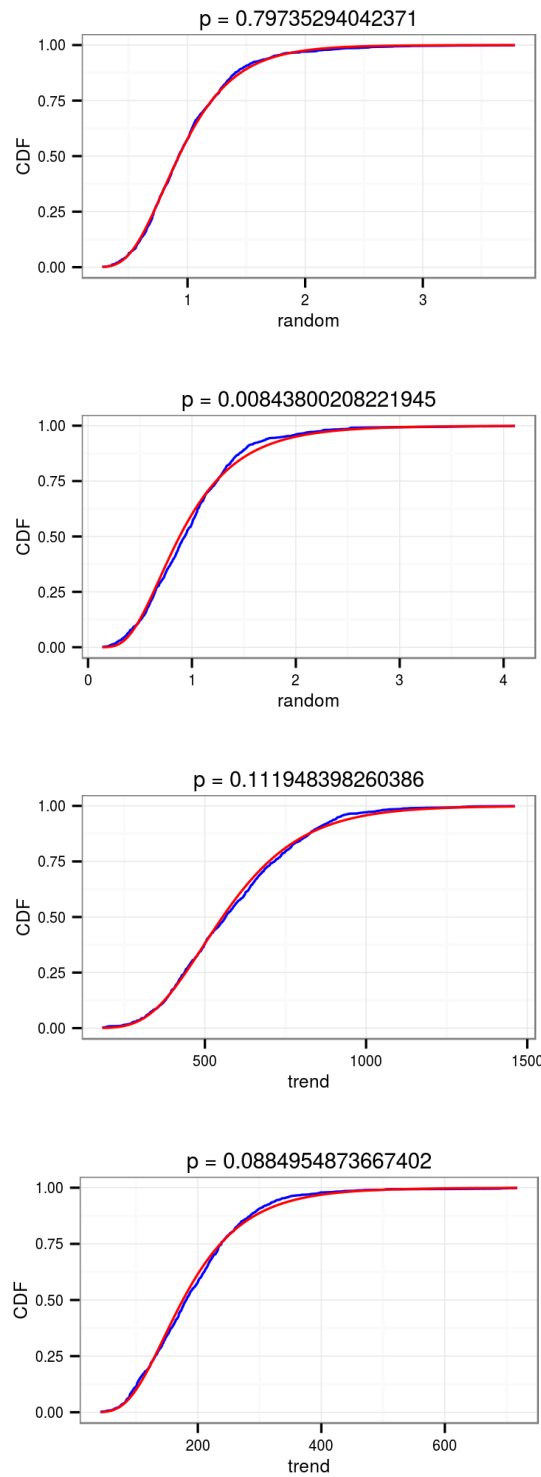 p = 0.79735294042371
1.00
0.75
0.50
0.25
0.00
CDF
1 2 3
random
p = 0.00843800208221945
1.00
0.75
0.50
0.25
0.00
CDF
0 1 2 3 4
random
p = 0.111948398260386
1.00
0.75
0.50
0.25
0.00
CDF
500 1000 1500
trend
p = 0.0884954873667402
1.00
0.75
0.50
0.25
0.00
CDF
200 400 600
trend